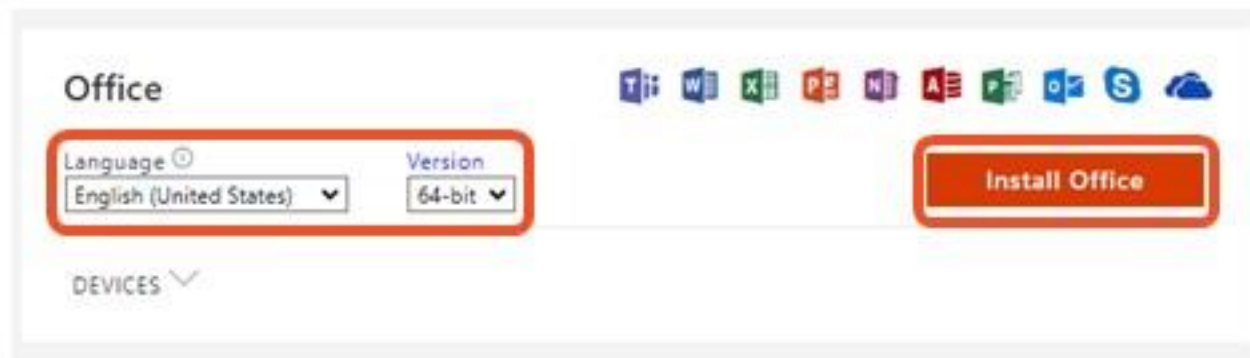 Office
Language
Version
English (United States)
64-bit
Install Office
DEVICES